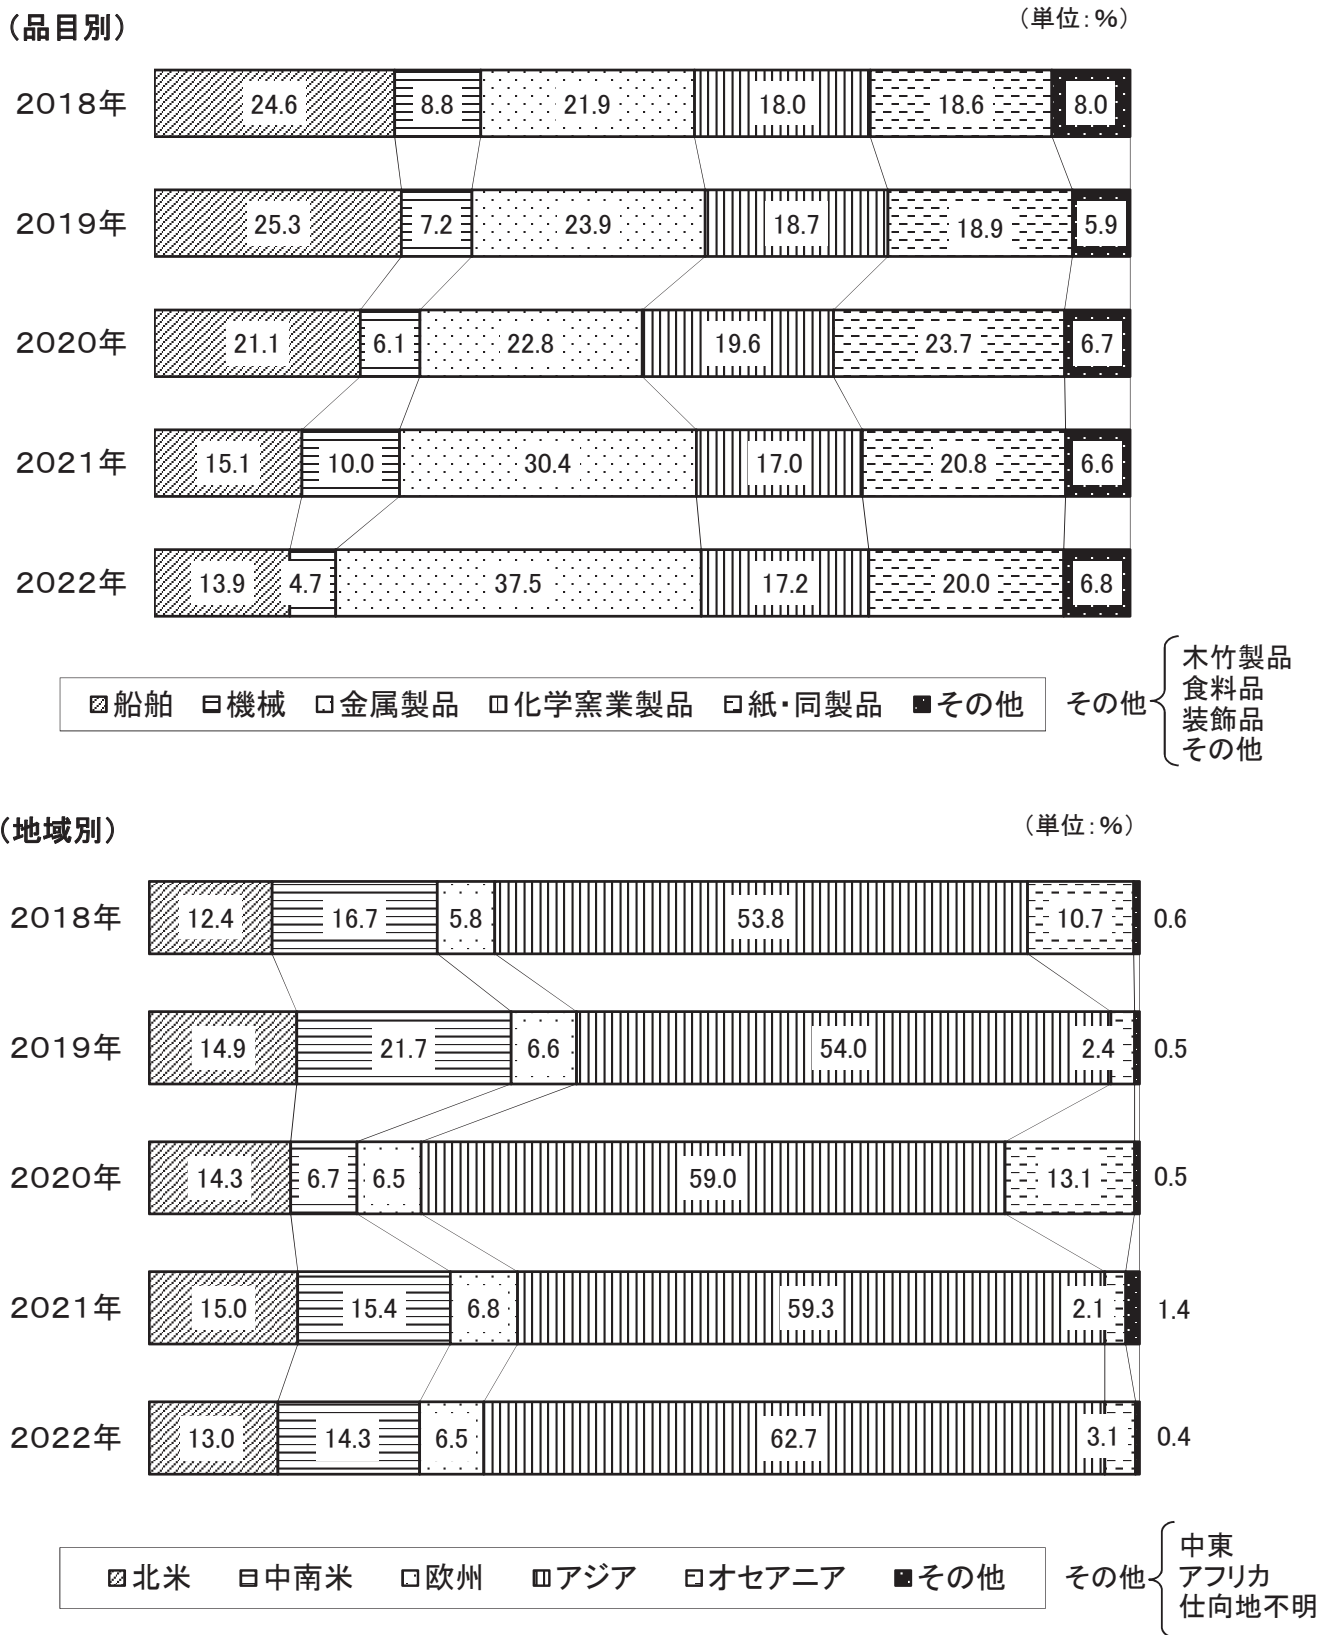 （品目別）
（単位：％）
2018年 24.6 8.8 21.9 18.0 18.6 8.0
2019年 25.3 7.2 23.9 18.7 18.9 5.9
2020年 21.1 6.1 22.8 19.6 23.7 6.7
2021年 15.1 10.0 30.4 17.0 20.8 6.6
2022年 13.9 4.7 37.5 17.2 20.0 6.8
船舶 機械 金属製品 化学窯業製品 紙・同製品 その他
その他
木竹製品
食料品
装飾品
その他
（地域別）
（単位：％）
2018年 12.4 16.7 5.8 53.8 10.7 0.6
2019年 14.9 21.7 6.6 54.0 2.4 0.5
2020年 14.3 6.7 6.5 59.0 13.1 0.5
2021年 15.0 15.4 6.8 59.3 2.1 1.4
2022年 13.0 14.3 6.5 62.7 3.1 0.4
北米 中南米 欧州 アジア オセアニア その他
その他
中東
アフリカ
仕向地不明